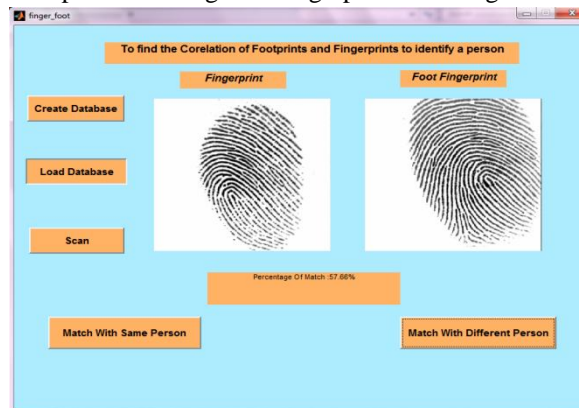 finger_foot
To find the Corelation of Footprints and Fingerprints to identify a person
Fingerprint
Foot Fingerprint
Create Database
Load Database
Scan
Percentage Of Match :57.66%
Match With Same Person
Match With Different Person